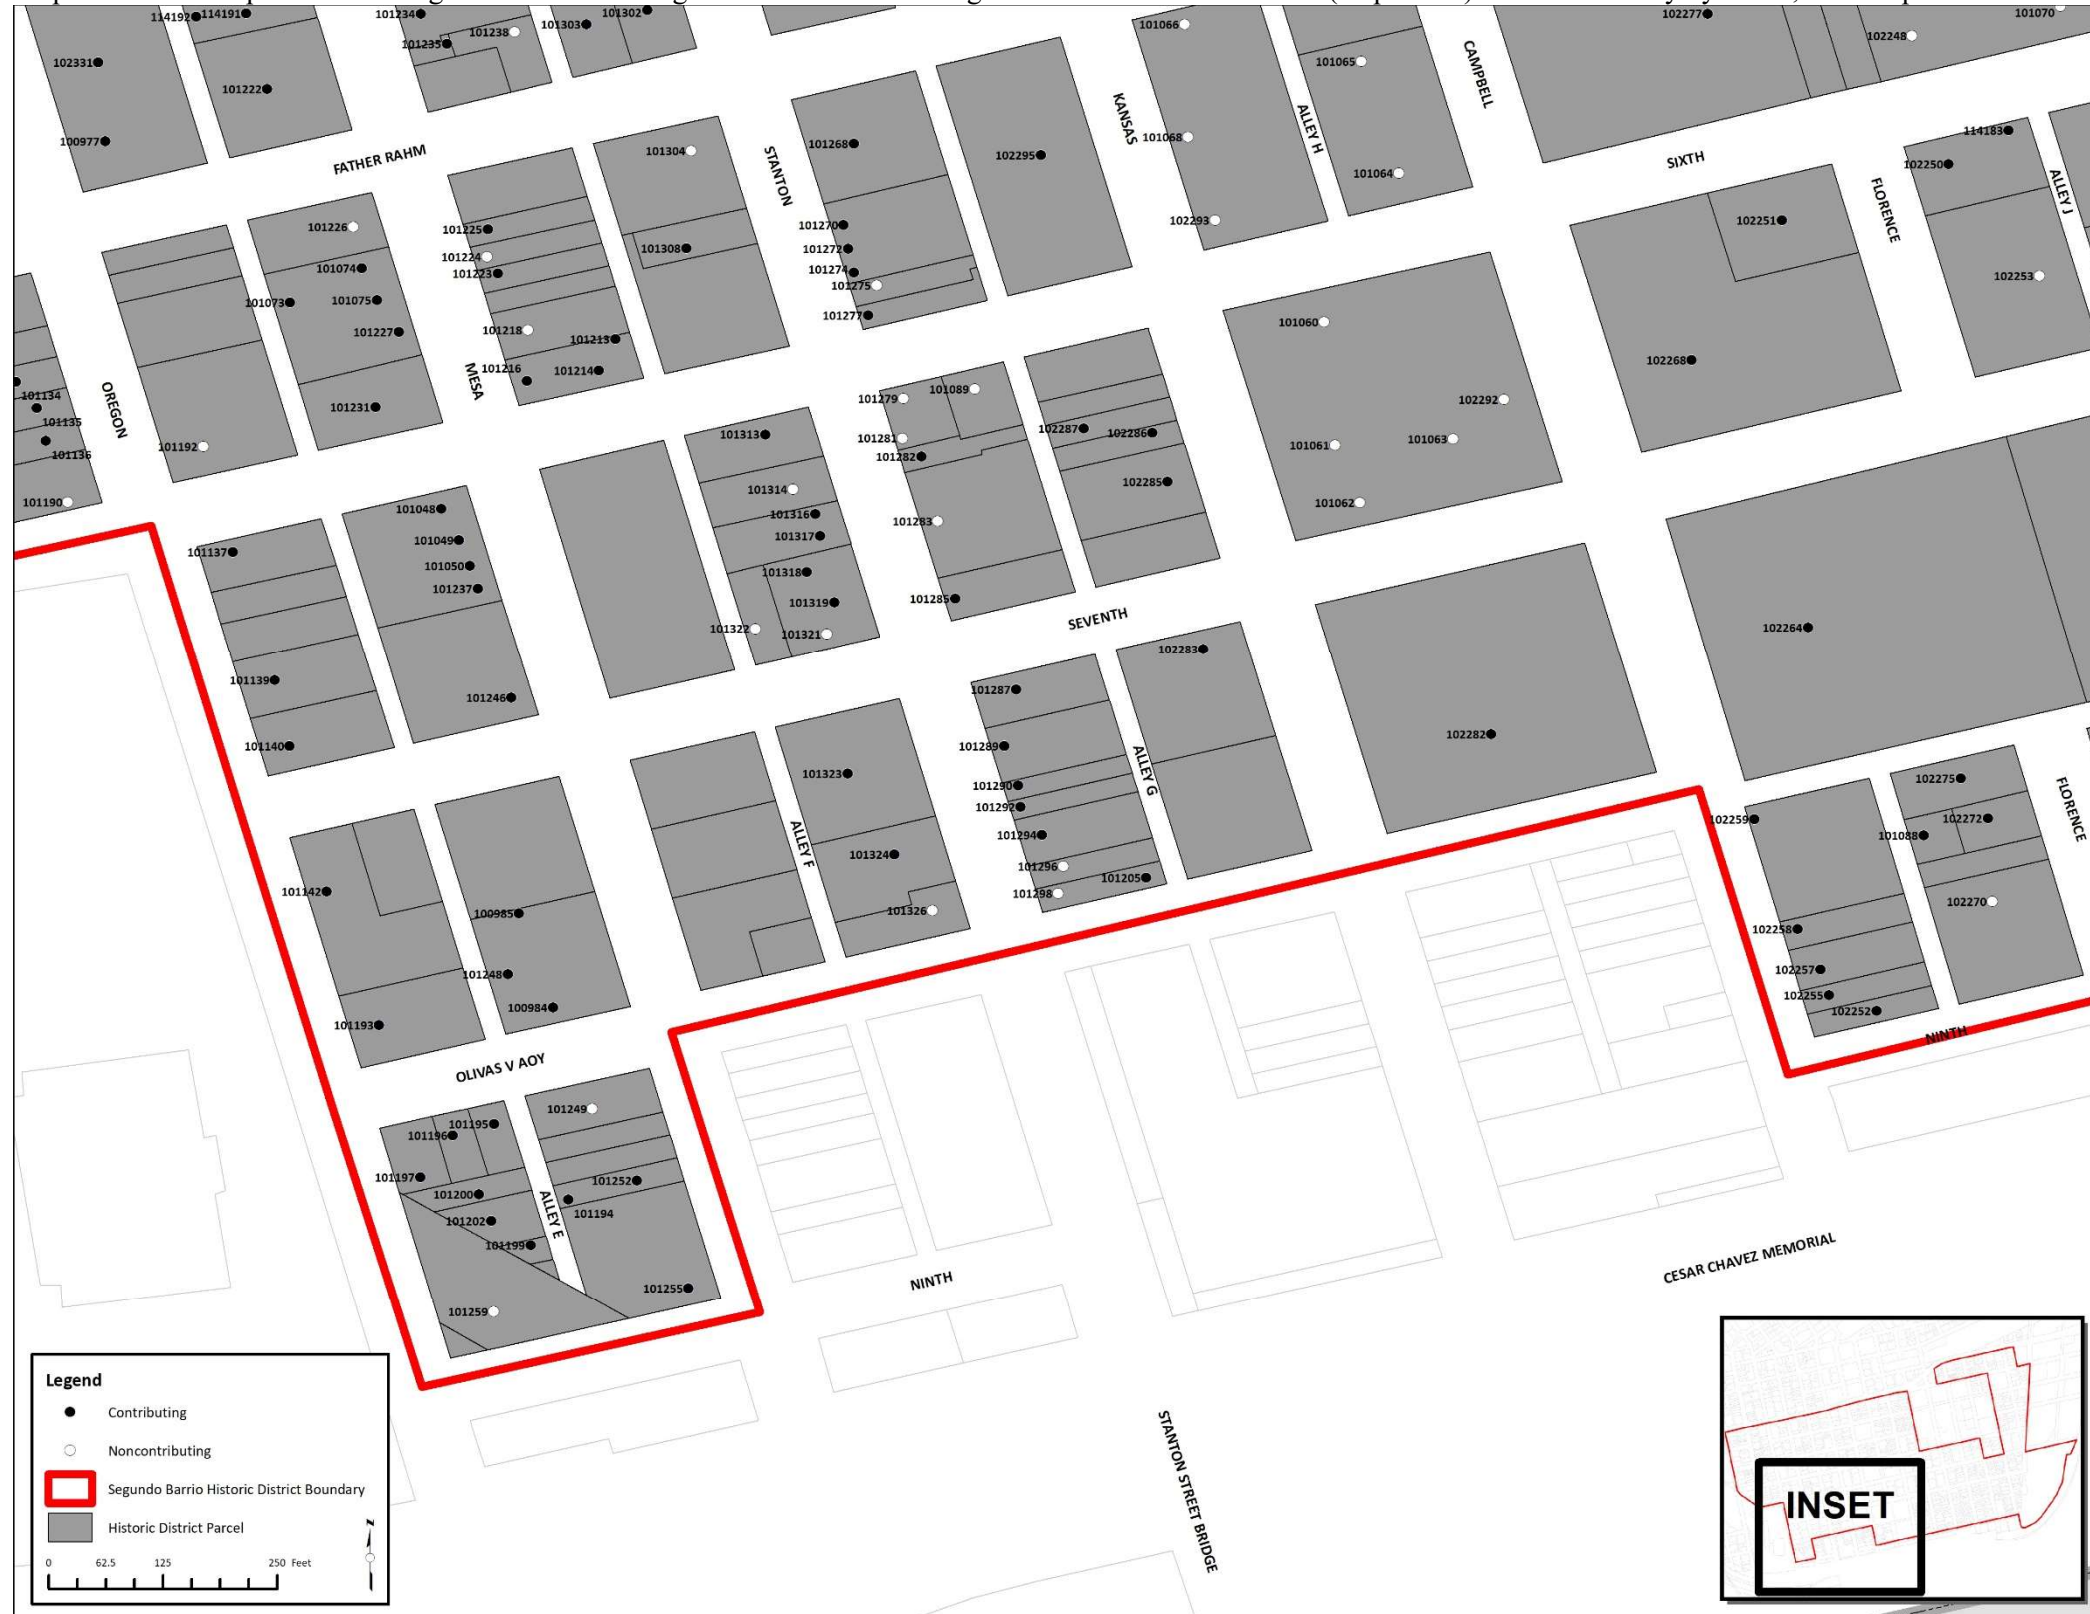 114192 114191 101234 101238 101303 101302 101066 102277 101070
101235 102248
102331 101222 101065
100977 101268 102295 KANSAS 101068 ALLEY H CAMPBELL 114183
FATHER RAHM 101304 STANTON 101064 SIXTH 102250 ALLEY J
101226 101225 101308 101270 102293 102251 FLORENCE
101224 101272
101074 101223 101274 102253
101073 101075 101275
101227 101218 101277 101060
101213 102268
OREGON MESA 101216 101214
101134 101231 101279 101089 102292
101135 101281 102287 102286
101136 101192 101313 101282 101061 101063
101190 101314 102285 101062
101048 101316 101283
101137 101049 101317
101050 101318
101237 101319 101285
101322 101321 SEVENTH 102264
101139 101246 101287 102283
101140 101289 ALLEY G 102282
101323 101290 102275
101292 102259 102272 FLORENCE
ALLEY F 101294 101088
101324 101296 101205
101142 101298 102270
100985 101326 102258
101248 102257
100984 102255
101193 102252
OLIVAS V AOY NINTH
101249
101195
101196
101197 101252
101200 101194
ALLEY E
101202
101199
CESAR CHAVEZ MEMORIAL
NINTH
101255
101259
Legend
Contributing
Noncontributing
Segundo Barrio Historic District Boundary
Historic District Parcel
0 62.5 125 250 Feet
STANTON STREET BRIDGE
INSET